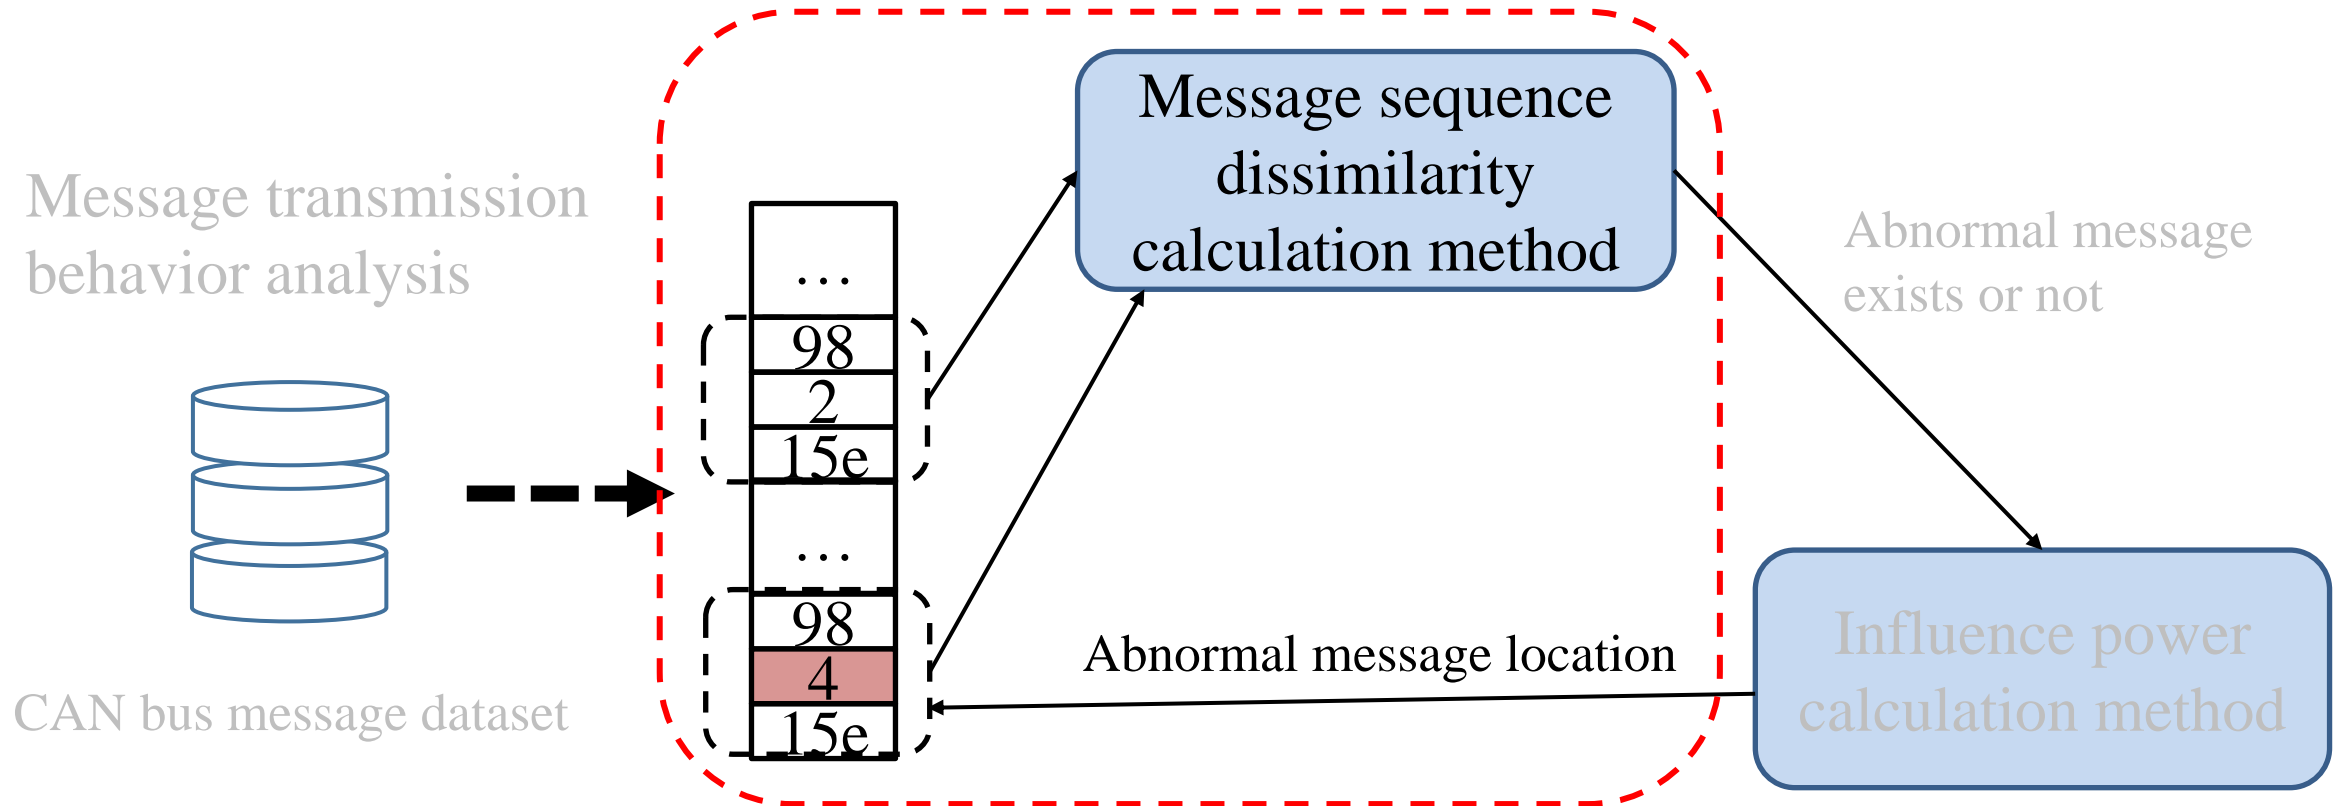 Message transmission
behavior analysis
CAN bus message dataset
…
98
2
15e
…
98
4
15e
Message sequence
dissimilarity
calculation method
Abnormal message
exists or not
Abnormal message location
Influence power
calculation method